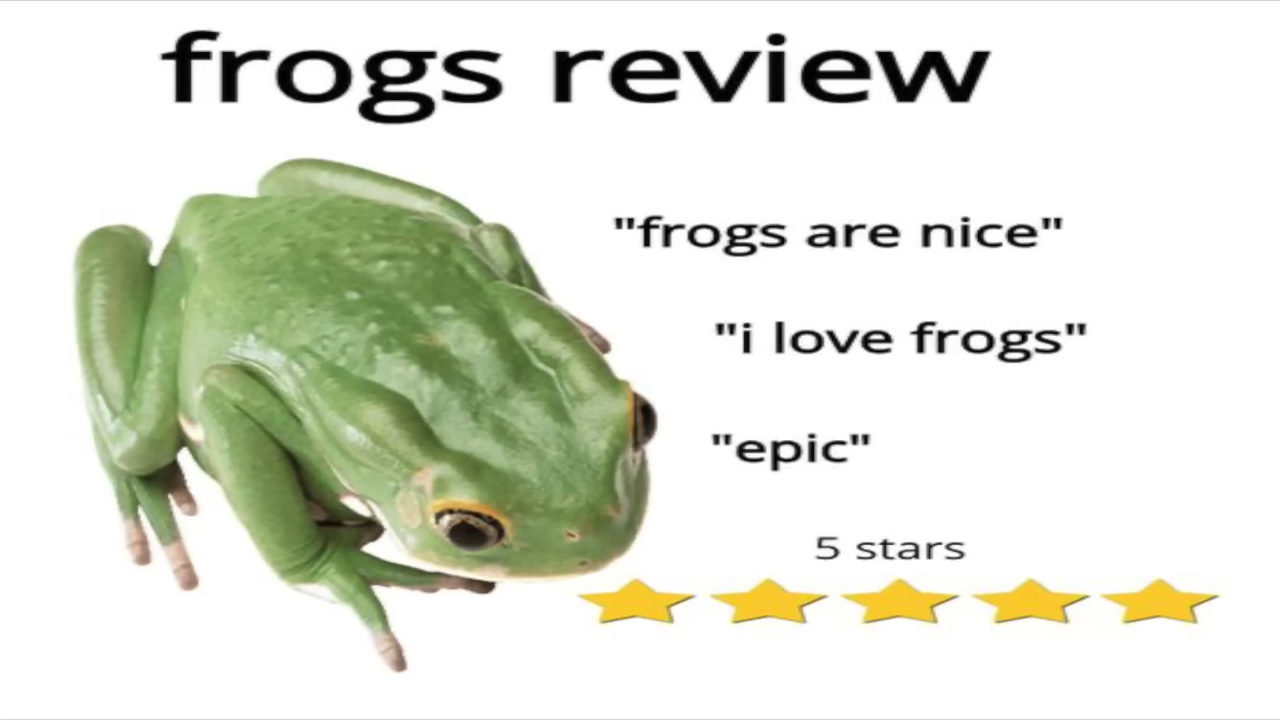 frogs review
"frogs are nice"
"i love frogs"
"epic"
5 stars